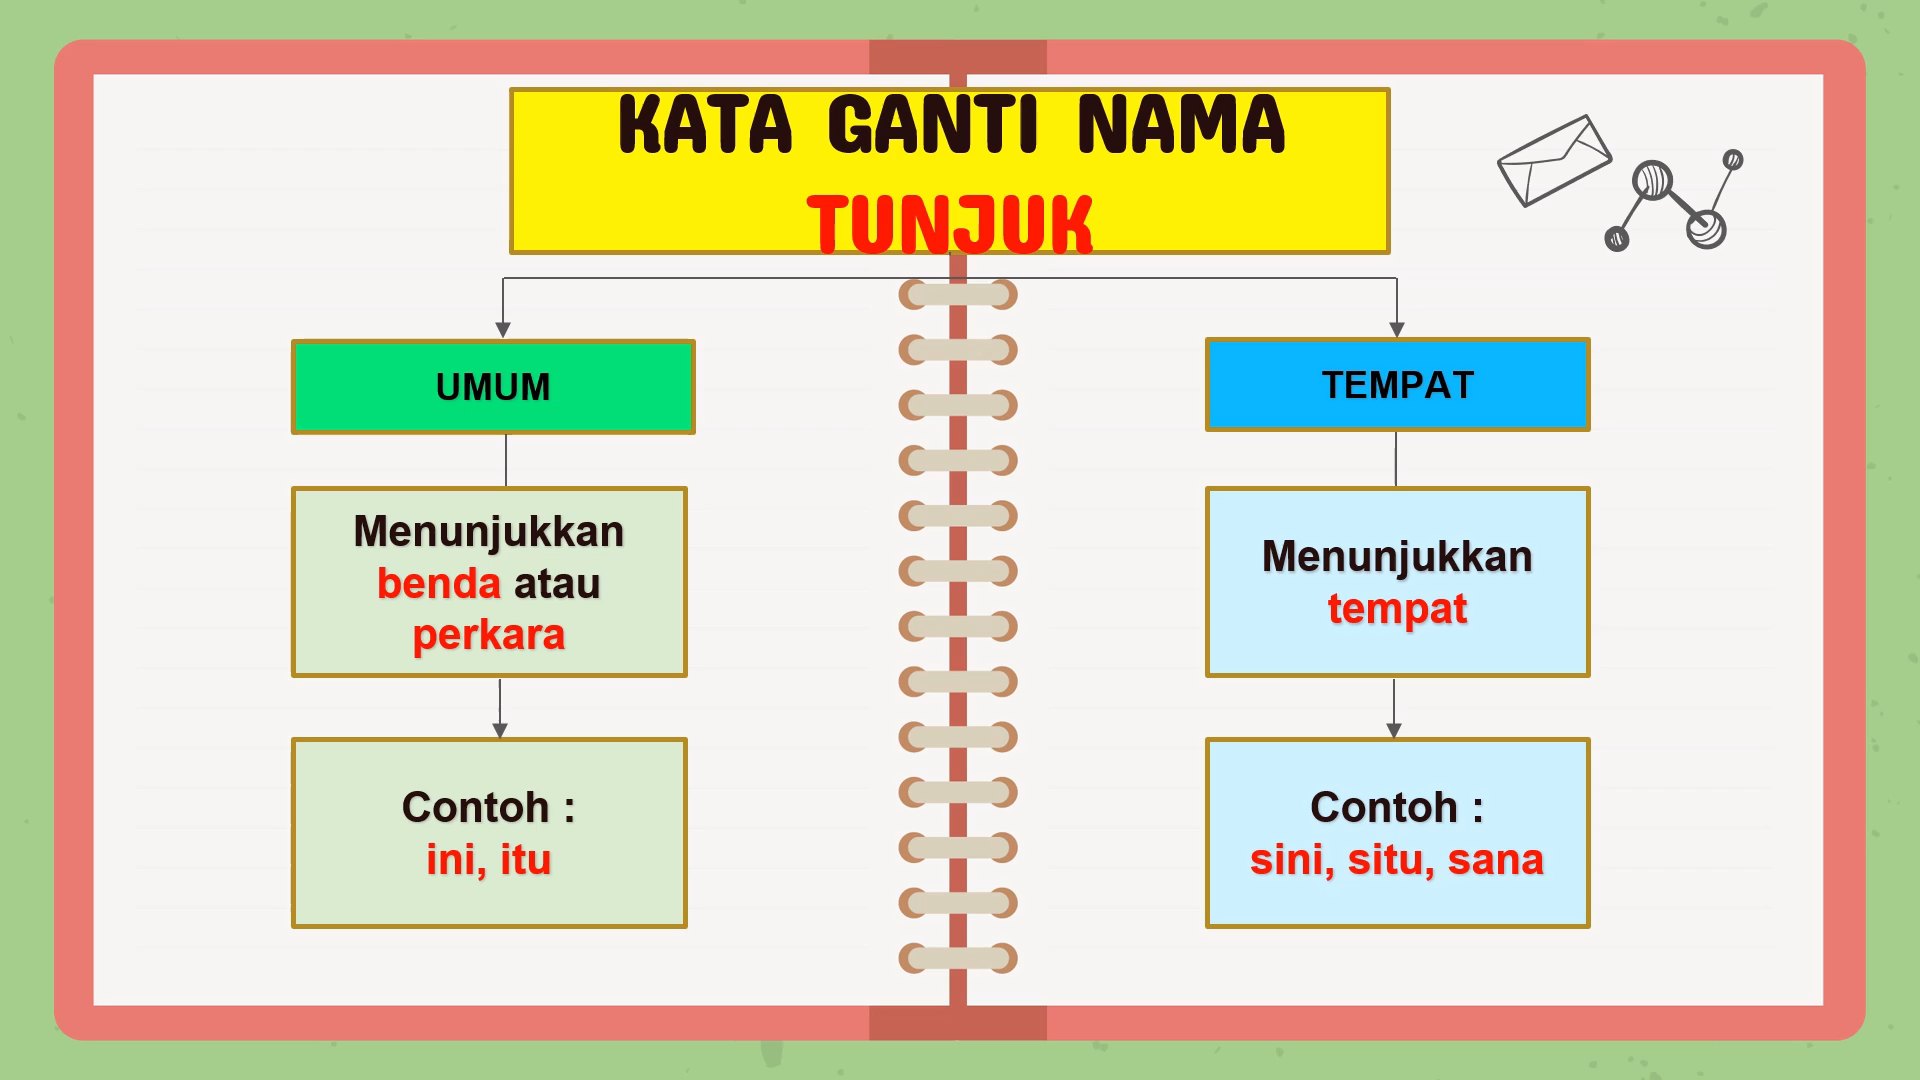 KATA GANTI NAMA
TUNJUK
UMUM
Menunjukkan
benda atau
perkara
Contoh :
ini, itu
TEMPAT
Menunjukkan
tempat
Contoh :
sini, situ, sana